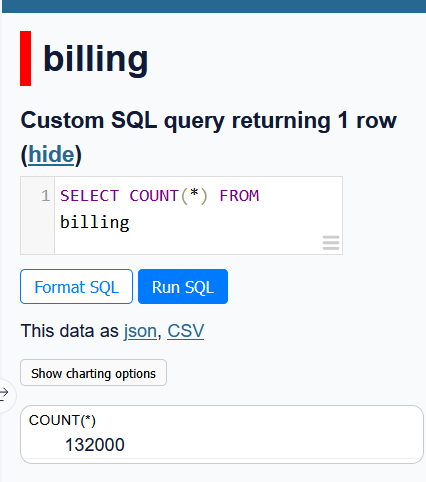 billing
Custom SQL query returning 1 row
(hide)
1 SELECT COUNT(*) FROM
billing
Format SQL Run SQL
This data as json, CSV
Show charting options
COUNT(*)
132000